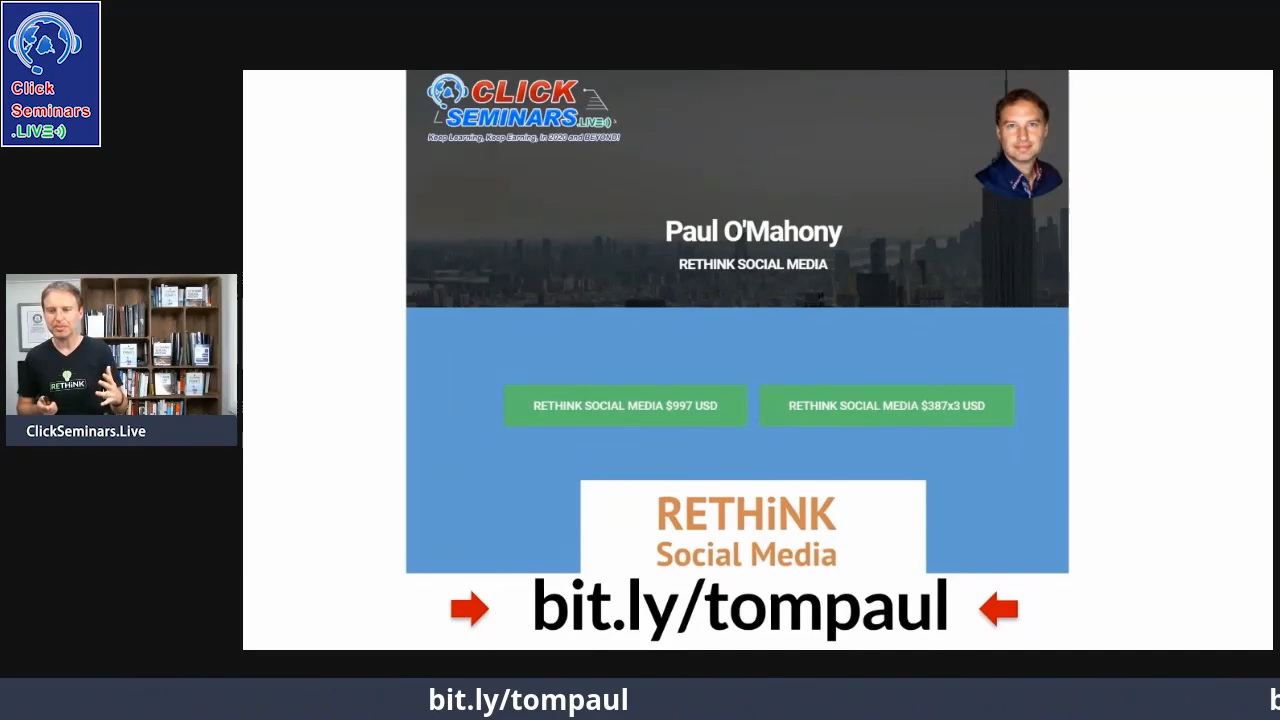 Click
Seminars
.LIVE
CLICK
SEMINARS.LIVE
Keep Learning, Keep Earning, in 2020 and BEYOND!
Paul O'Mahony
RETHINK SOCIAL MEDIA
RETHINK SOCIAL MEDIA $997 USD
RETHINK SOCIAL MEDIA $387x3 USD
RETHiNK
Social Media
bit.ly/tompaul
RETHiNK
ClickSeminars.Live
bit.ly/tompaul
b